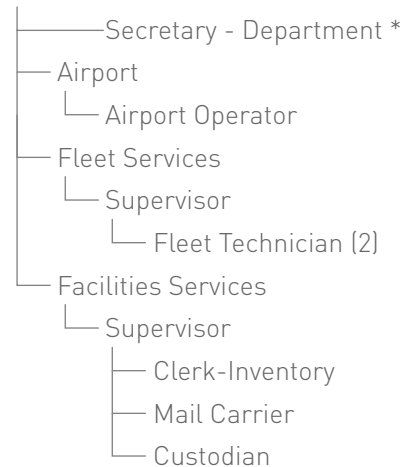 Secretary - Department *
Airport
Airport Operator
Fleet Services
Supervisor
Fleet Technician (2)
Facilities Services
Supervisor
Clerk-Inventory
Mail Carrier
Custodian